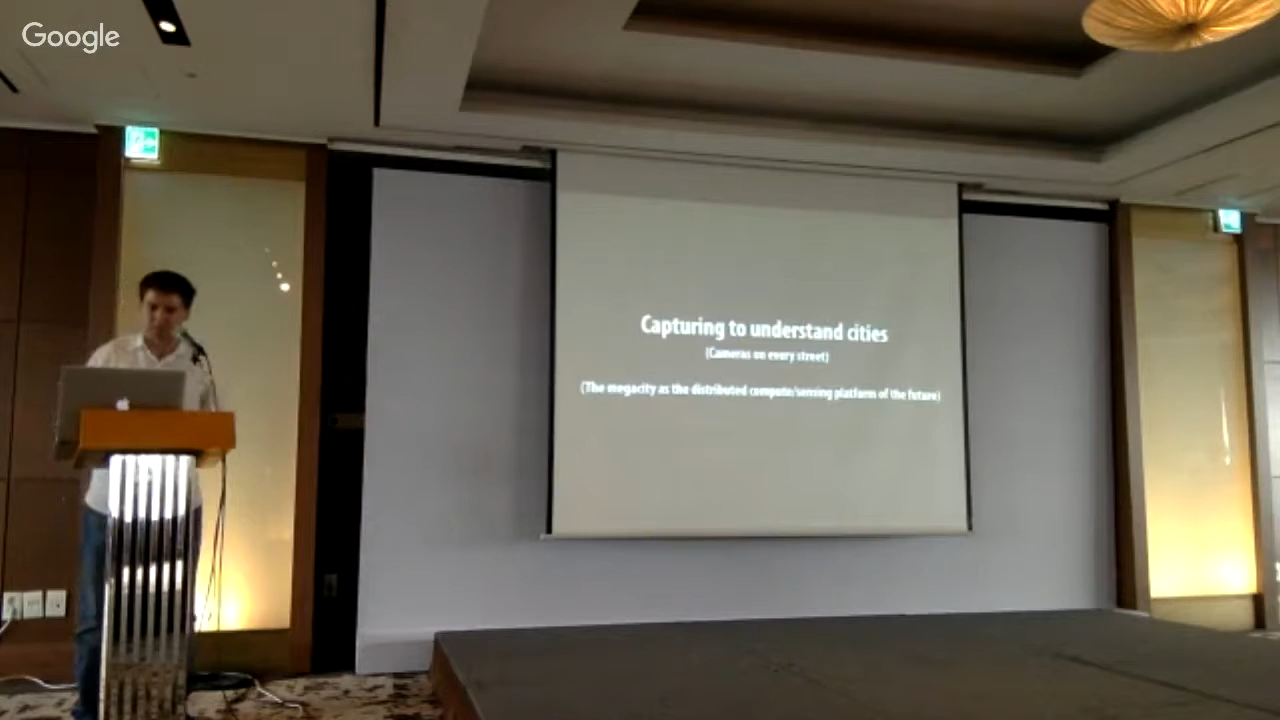 Google
Capturing to understand cities
(Cameras on every street)
(The megacity as the distributed compute/sensing platform of the future)